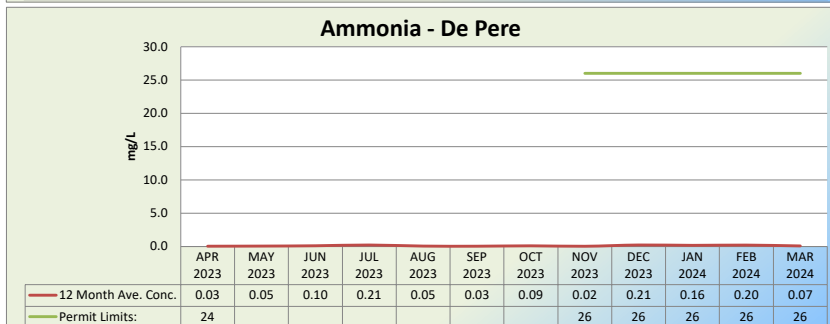 Ammonia - De Pere
30.0
25.0
20.0
15.0
10.0
5.0
0.0
mg/L
APR MAY JUN JUL AUG SEP OCT NOV DEC JAN FEB MAR
2023 2023 2023 2023 2023 2023 2023 2023 2023 2024 2024 2024
12 Month Ave. Conc. 0.03 0.05 0.10 0.21 0.05 0.03 0.09 0.02 0.21 0.16 0.20 0.07
Permit Limits: 24 26 26 26 26 26